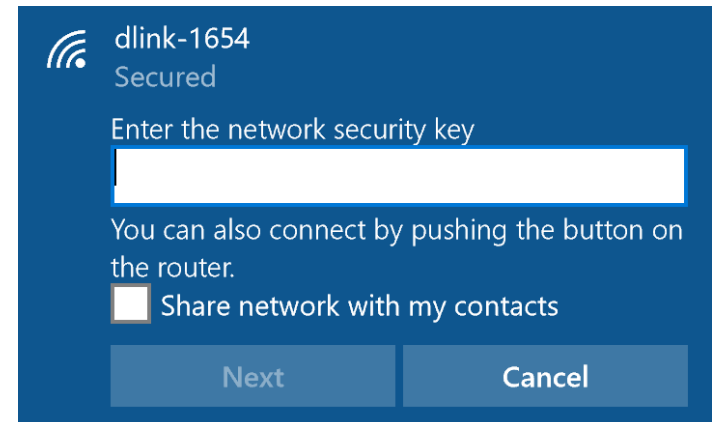 dlink-1654
Secured
Enter the network security key
You can also connect by pushing the button on
the router.
Share network with my contacts
Next
Cancel